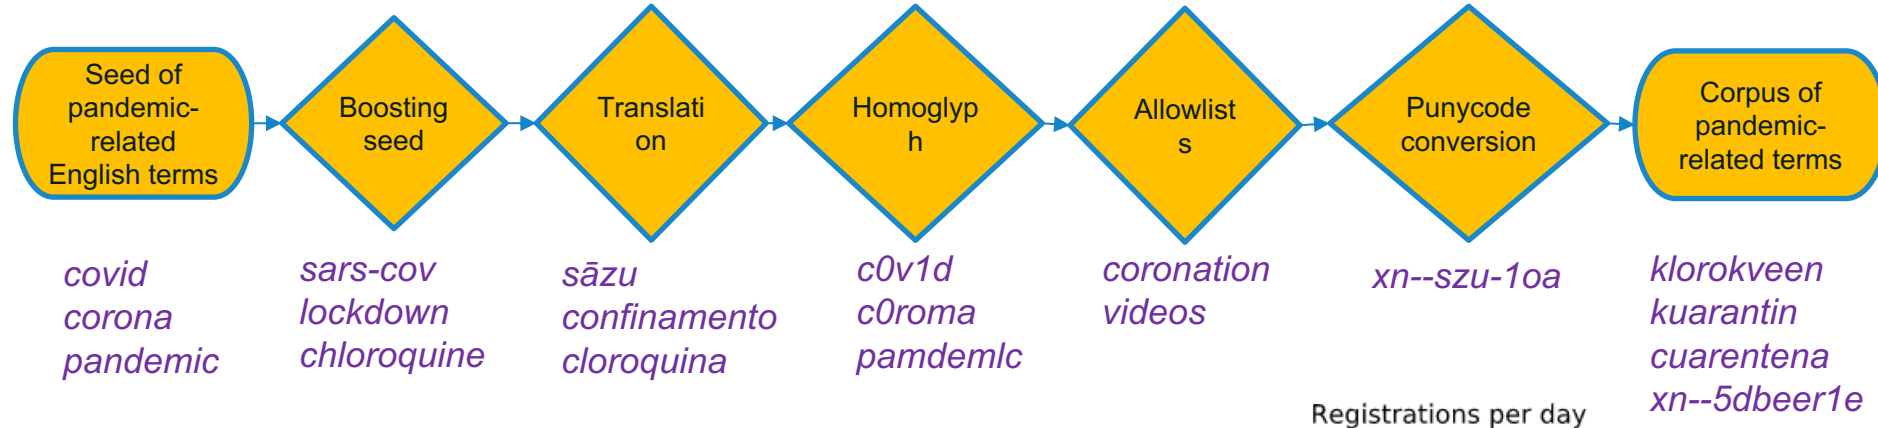 Seed of
pandemic-
related
English terms
Boosting
seed
Translati
on
Homoglyp
h
Allowlist
s
Punycode
conversion
Corpus of
pandemic-
related terms
covid
corona
pandemic
sars-cov
lockdown
chloroquine
sāzu
confinamento
cloroquina
c0v1d
c0roma
pamdemlc
coronation
videos
xn--szu-1oa
klorokveen
kuarantin
cuarentena
xn--5dbeer1e
Registrations per day